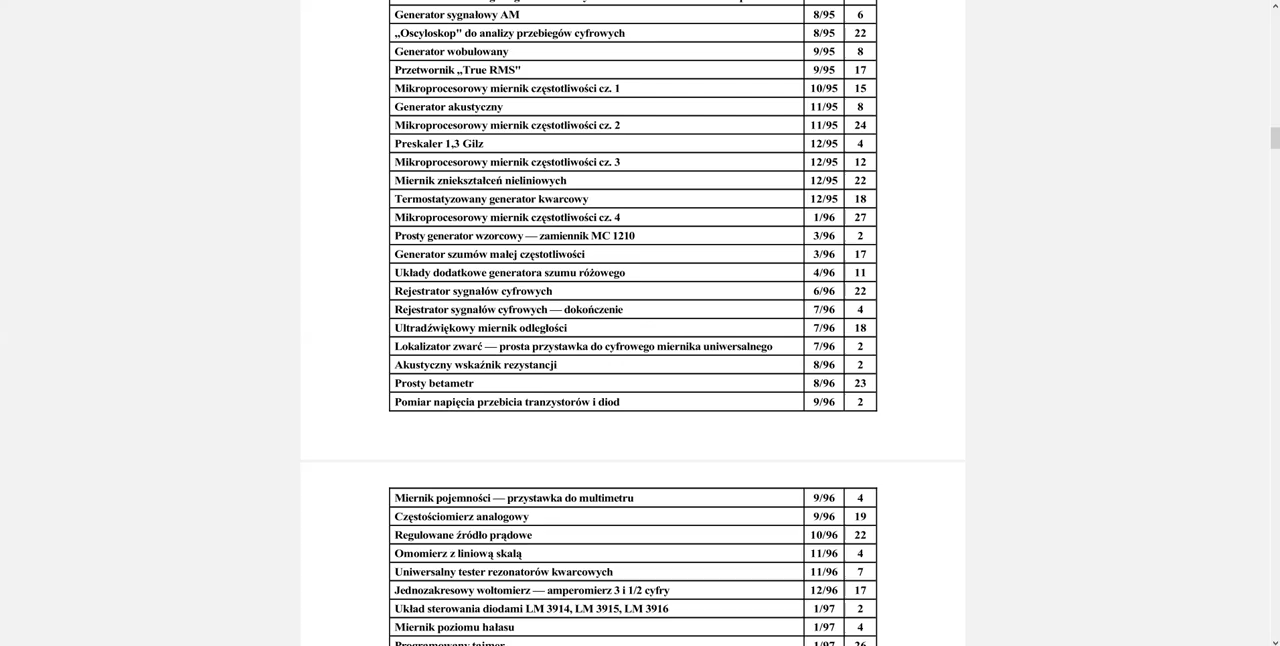 Generator sygnałowy AM 8/95 6
„Oscyloskop" do analizy przebiegów cyfrowych 8/95 22
Generator wobulowany 9/95 8
Przetwornik „True RMS" 9/95 17
Mikroprocesorowy miernik częstotliwości cz. 1 10/95 15
Generator akustyczny 11/95 8
Mikroprocesorowy miernik częstotliwości cz. 2 11/95 24
Preskaler 1,3 Gilz 12/95 4
Mikroprocesorowy miernik częstotliwości cz. 3 12/95 12
Miernik zniekształceń nieliniowych 12/95 22
Termostatyzowany generator kwarcowy 12/95 18
Mikroprocesorowy miernik częstotliwości cz. 4 1/96 27
Prosty generator wzorcowy — zamiennik MC 1210 3/96 2
Generator szumów małej częstotliwości 3/96 17
Układy dodatkowe generatora szumu różowego 4/96 11
Rejestrator sygnałów cyfrowych 6/96 22
Rejestrator sygnałów cyfrowych — dokończenie 7/96 4
Ultradźwiękowy miernik odległości 7/96 18
Lokalizator zwarć — prosta przystawka do cyfrowego miernika uniwersalnego 7/96 2
Akustyczny wskaźnik rezystancji 8/96 2
Prosty betametr 8/96 23
Pomiar napięcia przebicia tranzystorów i diod 9/96 2
Miernik pojemności — przystawka do multimetru 9/96 4
Częstościomierz analogowy 9/96 19
Regulowane źródło prądowe 10/96 22
Omomierz z liniową skalą 11/96 4
Uniwersalny tester rezonatorów kwarcowych 11/96 7
Jednozakresowy woltomierz — amperomierz 3 i 1/2 cyfry 12/96 17
Układ sterowania diodami LM 3914, LM 3915, LM 3916 1/97 2
Miernik poziomu hałasu 1/97 4
Programowany tajmer 1/97 26